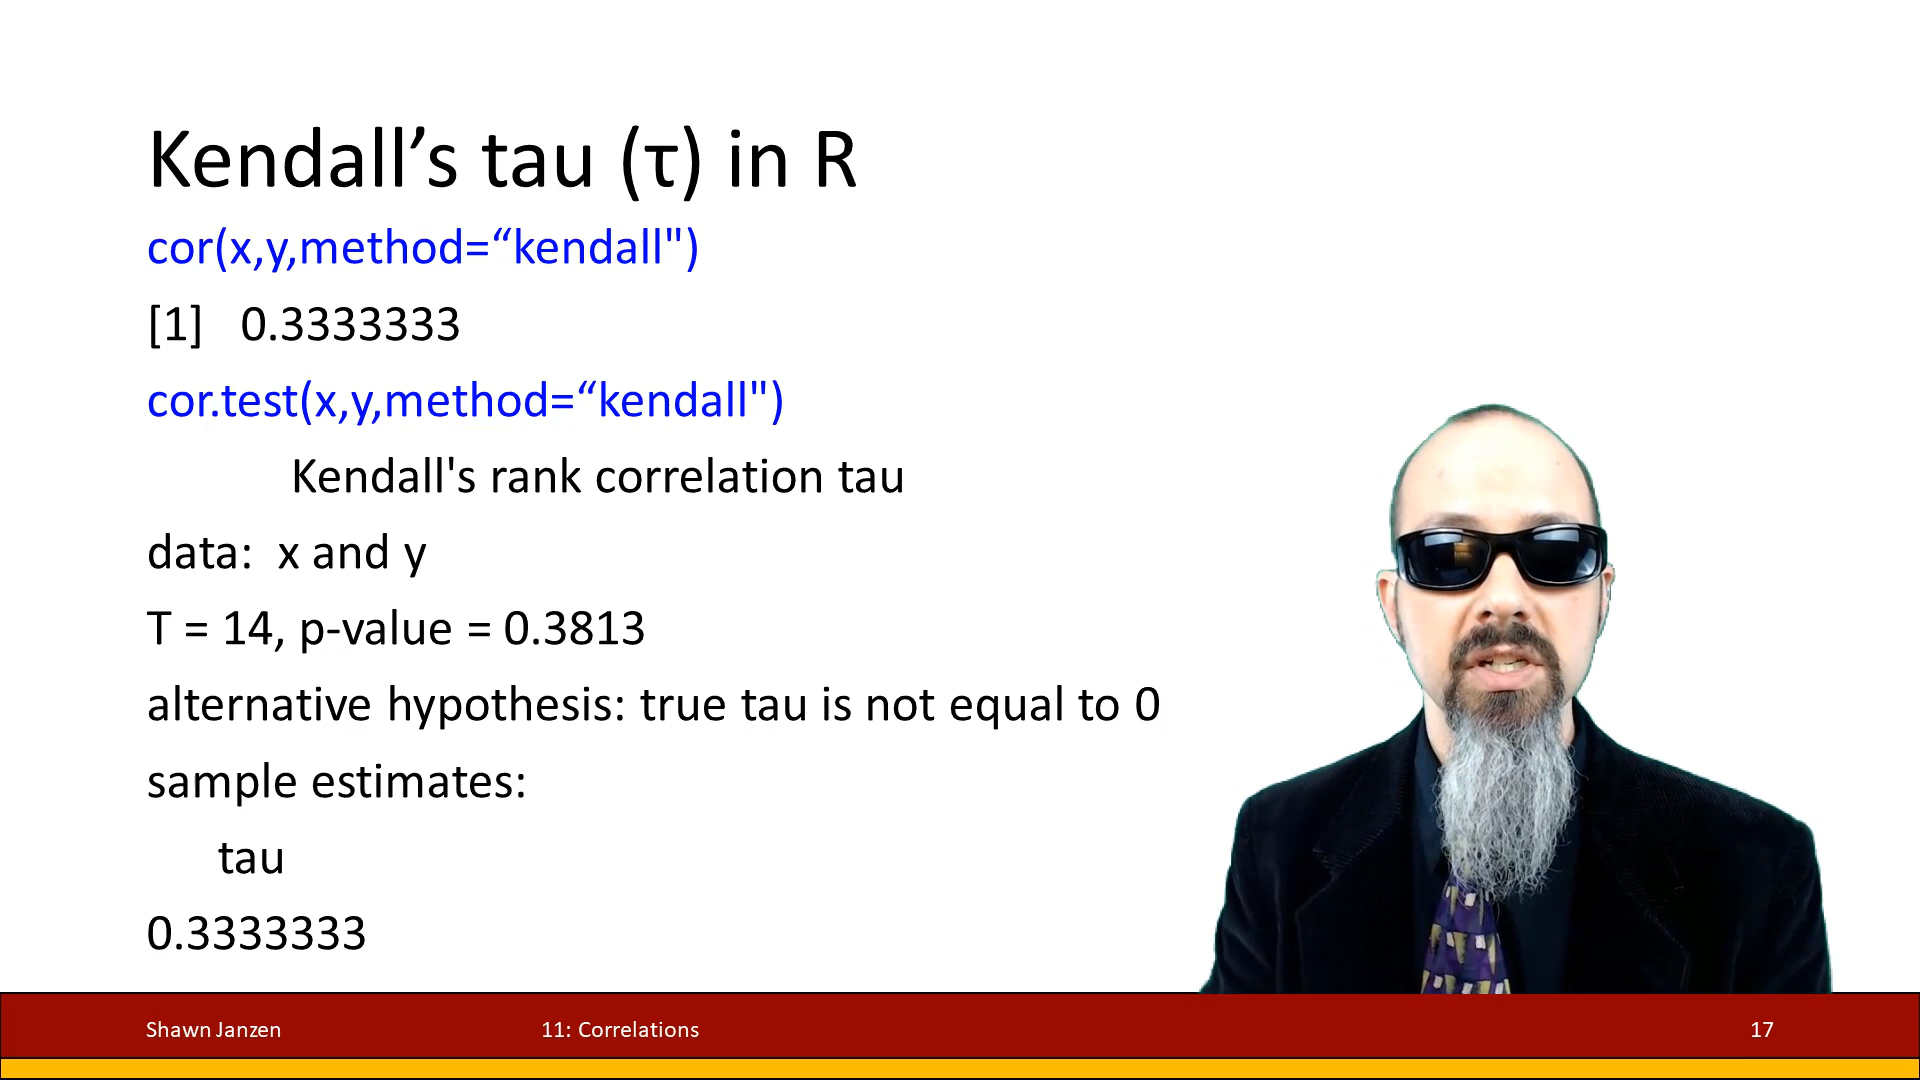 Kendall’s tau (τ) in R
cor(x,y,method=“kendall")
[1]   0.3333333
cor.test(x,y,method=“kendall")
Kendall's rank correlation tau
data:  x and y
T = 14, p-value = 0.3813
alternative hypothesis: true tau is not equal to 0
sample estimates:
tau
0.3333333
Shawn Janzen
11: Correlations
17